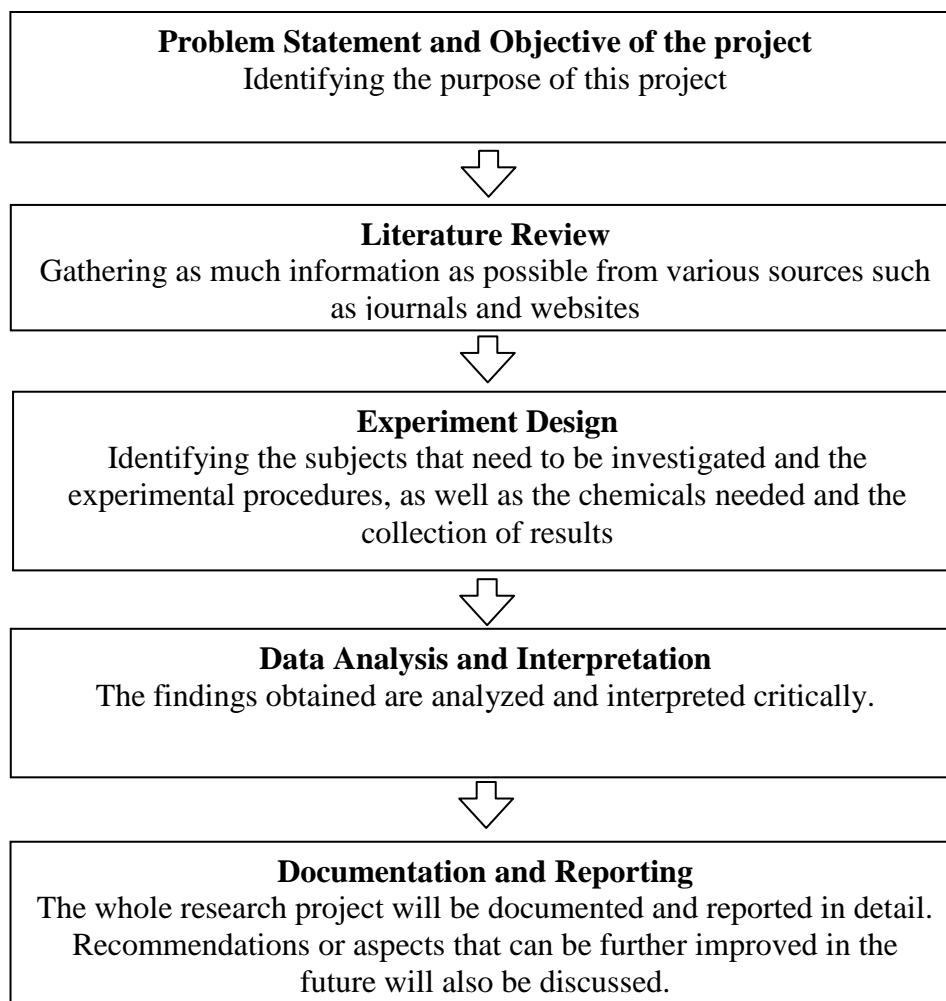 Problem Statement and Objective of the project
Identifying the purpose of this project
Literature Review
Gathering as much information as possible from various sources such
as journals and websites
Experiment Design
Identifying the subjects that need to be investigated and the
experimental procedures, as well as the chemicals needed and the
collection of results
Data Analysis and Interpretation
The findings obtained are analyzed and interpreted critically.
Documentation and Reporting
The whole research project will be documented and reported in detail.
Recommendations or aspects that can be further improved in the
future will also be discussed.